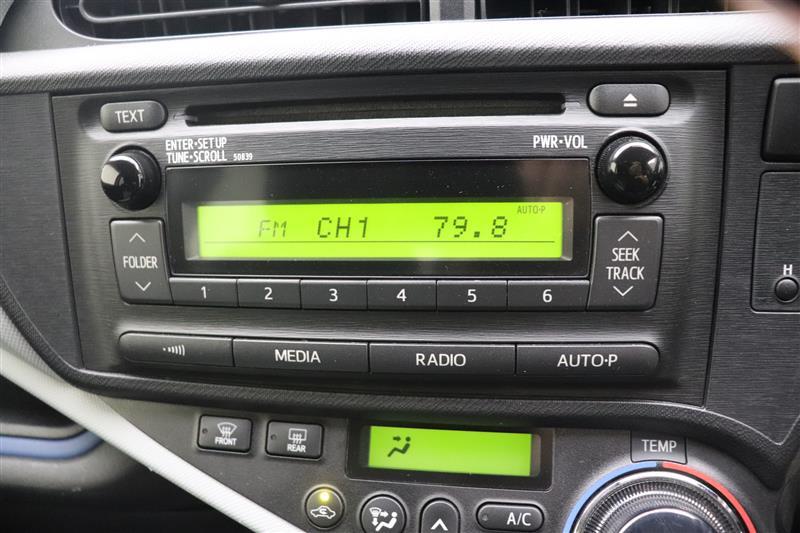 TEXT
ENTER•SETUP
TUNE•SCROLL 50839
PWR•VOL
AUTO•P
FM CH1 79.8
FOLDER
SEEK
TRACK
1 2 3 4 5 6
MEDIA RADIO AUTO•P
H
FRONT
REAR
TEMP
A/C